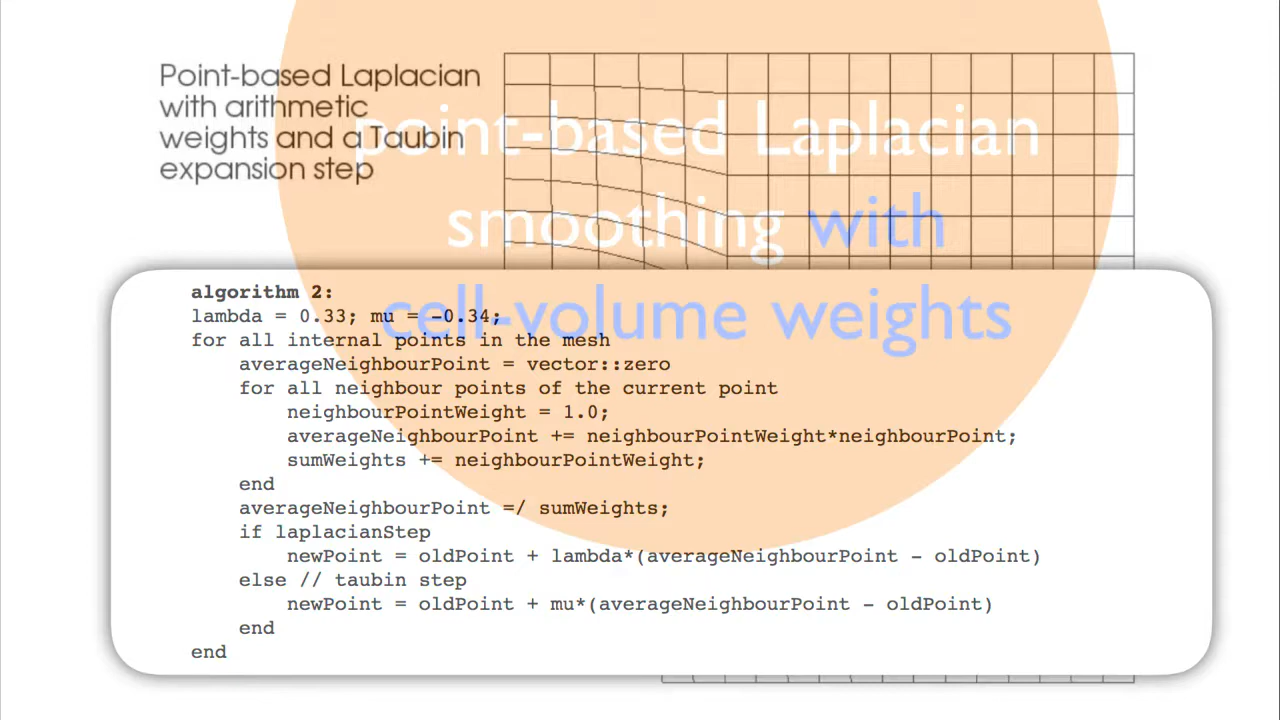 Point-based Laplacian
with arithmetic
weights and a Taubin
expansion step
point-based Laplacian
smoothing with
cell-volume weights
algorithm 2:
lambda = 0.33; mu = -0.34;
for all internal points in the mesh
averageNeighbourPoint = vector::zero
for all neighbour points of the current point
neighbourPointWeight = 1.0;
averageNeighbourPoint += neighbourPointWeight*neighbourPoint;
sumWeights += neighbourPointWeight;
end
averageNeighbourPoint =/ sumWeights;
if laplacianStep
newPoint = oldPoint + lambda*(averageNeighbourPoint - oldPoint)
else // taubin step
newPoint = oldPoint + mu*(averageNeighbourPoint - oldPoint)
end
end